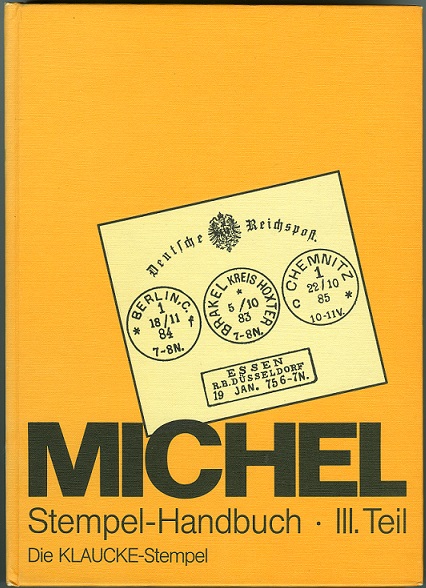 Deutsche Reichspost.
* BERLIN, C. f
1
18/11
84
7-8N.
BRAKEL KREIS HÖXTER
*
5/10
83
7-8N.
C CHEMNITZ *
1
22/10
85
10-11V.
ESSEN
R.B.DÜSSELDORF
19 JAN. 75 6-7N.
MICHEL
Stempel-Handbuch · III. Teil
Die KLAUCKE-Stempel